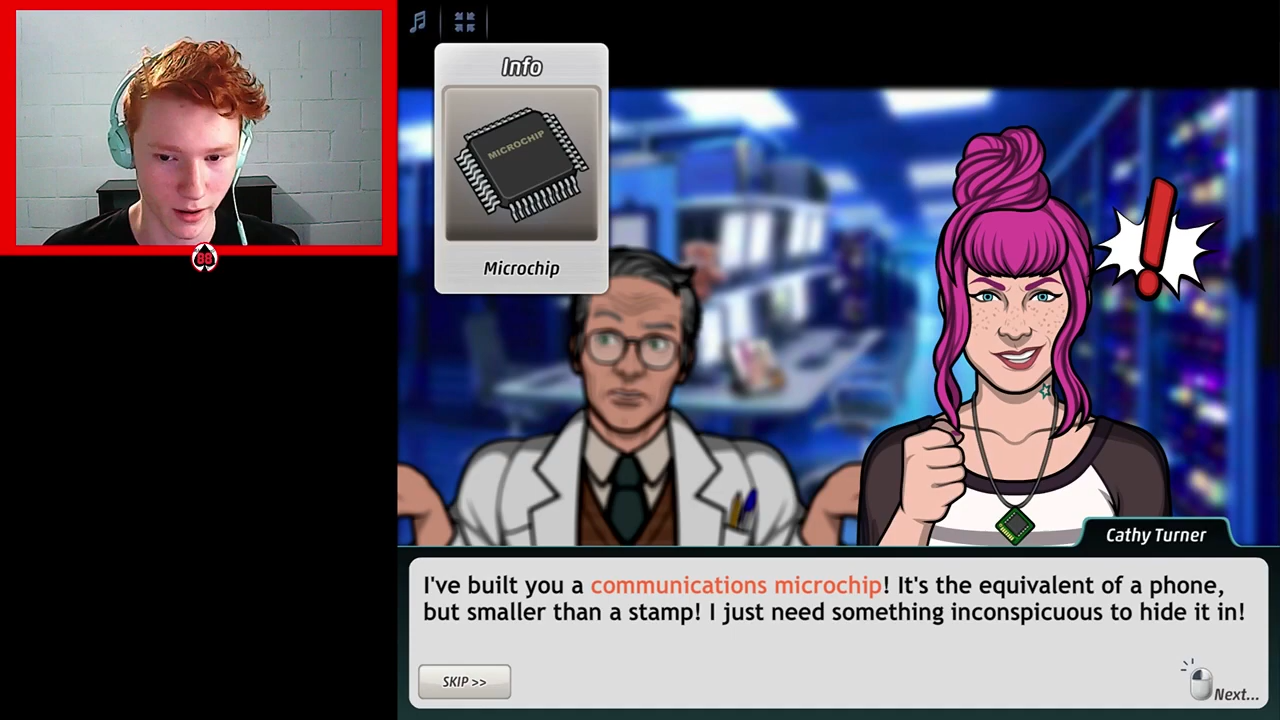 Info
MICROCHIP
Microchip
88
Cathy Turner
I've built you a communications microchip! It's the equivalent of a phone,
but smaller than a stamp! I just need something inconspicuous to hide it in!
SKIP >>
Next...